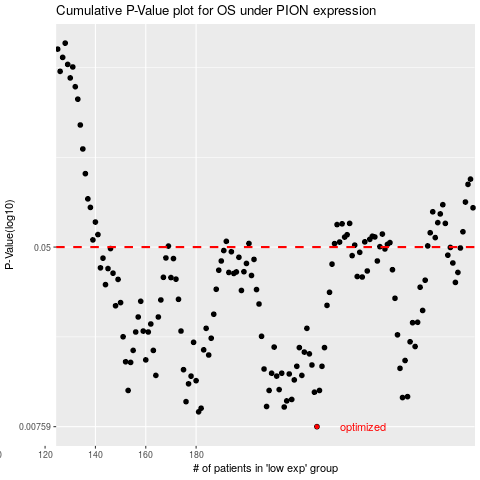 Cumulative P-Value plot for OS under PION expression
P-Value(log10)
0.05
0.00759
optimized
0 120 140 160 180
# of patients in 'low exp' group